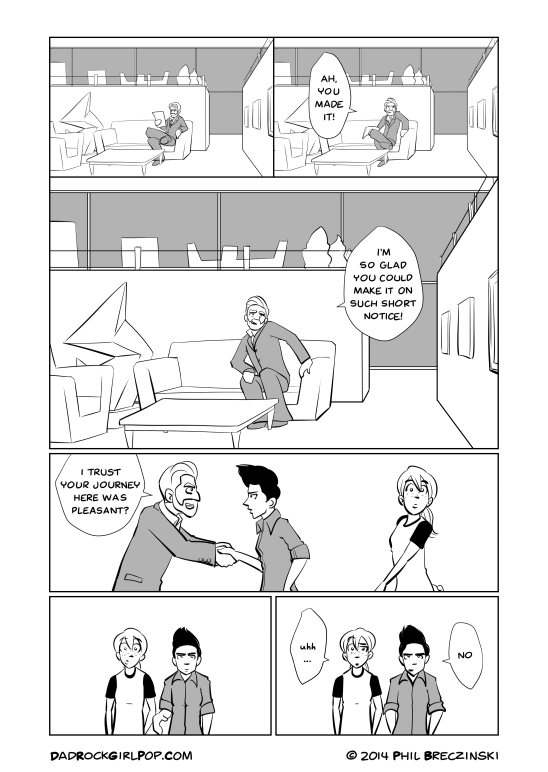 AH,
YOU
MADE
IT!
I'M
SO GLAD
YOU COULD
MAKE IT ON
SUCH SHORT
NOTICE!
I TRUST
YOUR JOURNEY
HERE WAS
PLEASANT?
uhh
...
NO
DADROCKGIRLPOP.COM
© 2014 PHIL BRECZINSKI